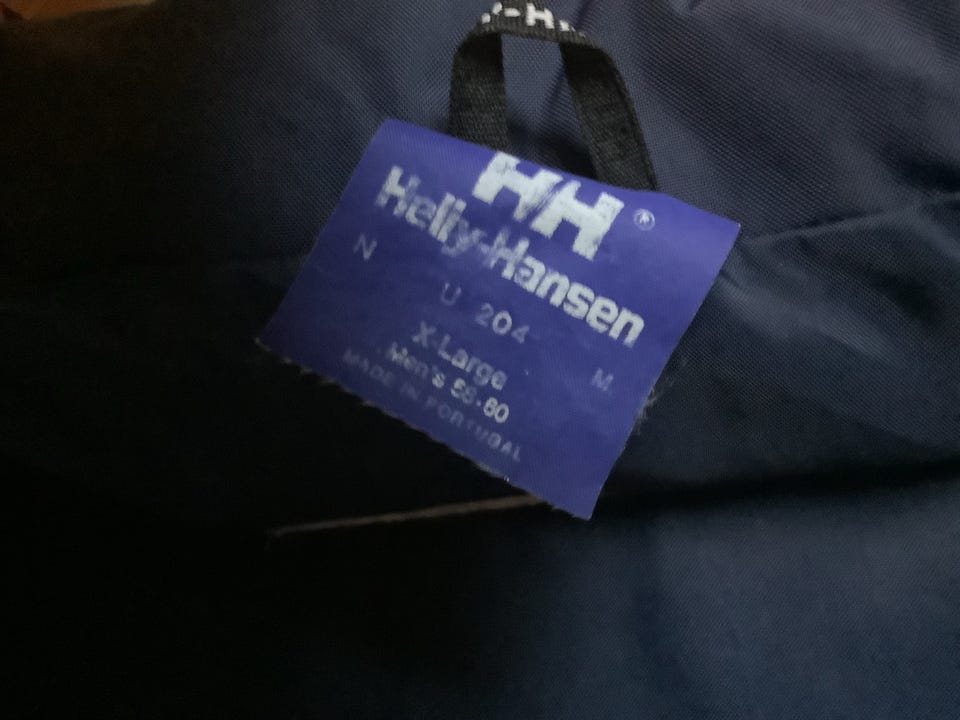 -H
HH®
Helly-Hansen
N
U 204
X-Large
M
Men's 58-60
MADE IN PORTUGAL